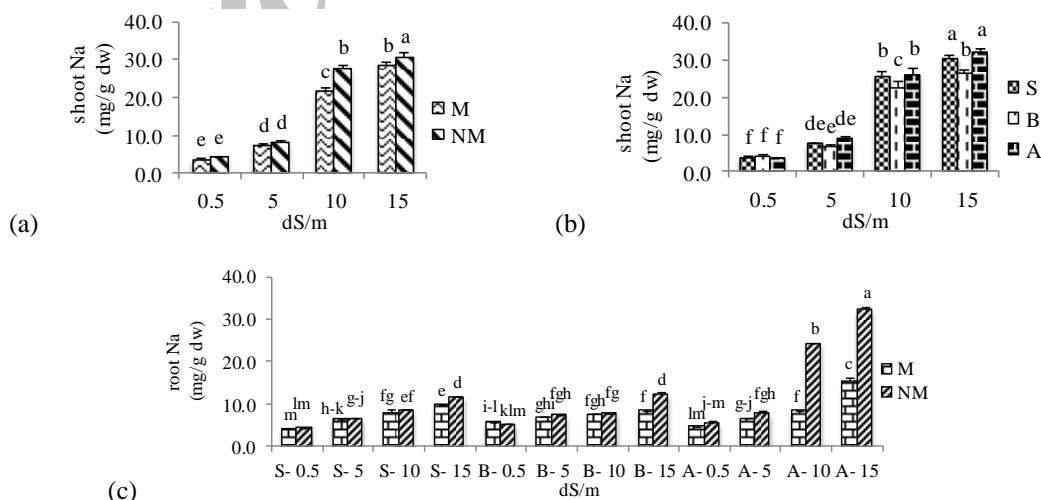 shoot Na
(mg/g dw)
40.0
30.0
20.0
10.0
0.0
e e d d c b b a
0.5 5 10 15
dS/m
M
NM
(a)
shoot Na
(mg/g dw)
40.0
30.0
20.0
10.0
0.0
f f f de e de b c b a b a
0.5 5 10 15
dS/m
S
B
A
(b)
root Na
(mg/g dw)
40.0
30.0
20.0
10.0
0.0
m lm h-k g-j fg ef e d i-l klm ghi fgh fgh fg f d lm j-m g-j fgh f b c a
S- 0.5 S- 5 S- 10 S- 15 B- 0.5 B- 5 B- 10 B- 15 A- 0.5 A- 5 A- 10 A- 15
dS/m
M
NM
(c)